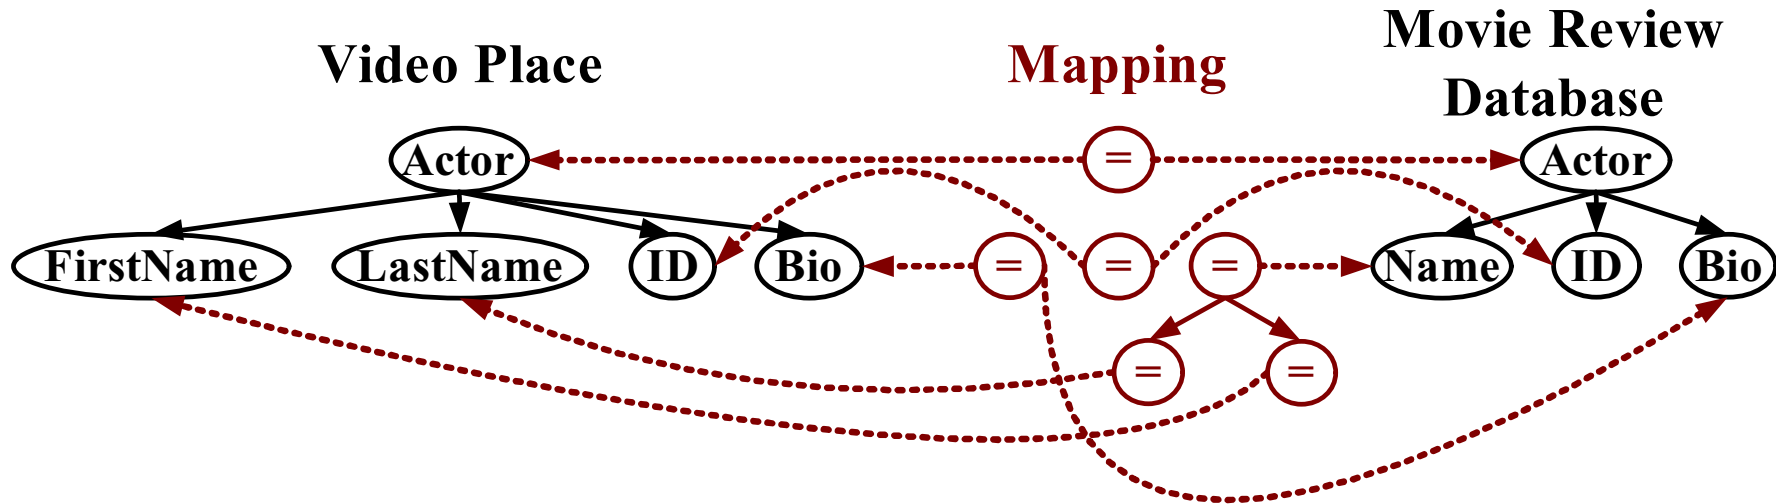 Video Place
Mapping
Movie Review
Database
Actor
=
Actor
FirstName
LastName
ID
Bio
=
=
=
Name
ID
Bio
=
=